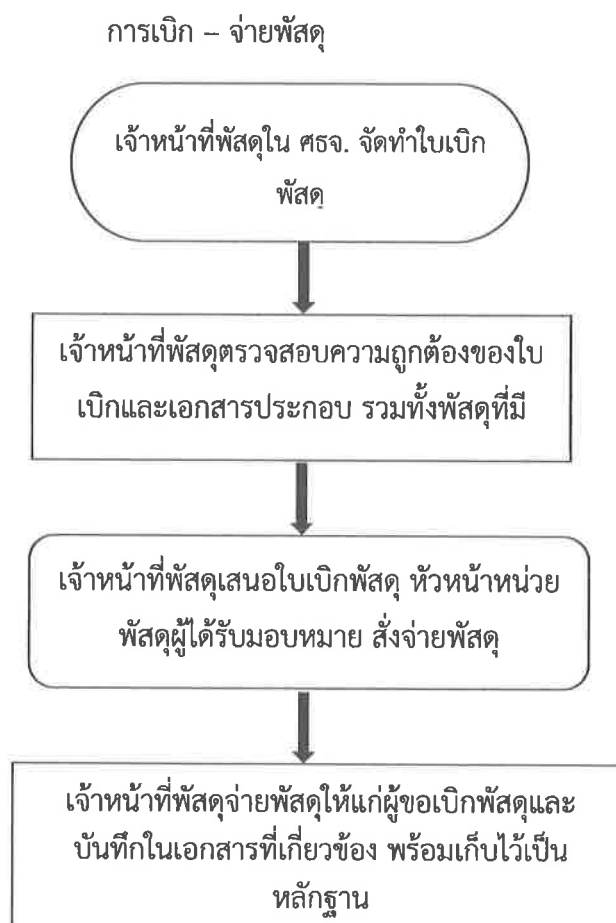 การเบิก – จ่ายพัสดุ
เจ้าหน้าที่พัสดุใน ศธจ. จัดทำใบเบิก
พัสดุ
เจ้าหน้าที่พัสดุตรวจสอบความถูกต้องของใบ
เบิกและเอกสารประกอบ รวมทั้งพัสดุที่มี
เจ้าหน้าที่พัสดุเสนอใบเบิกพัสดุ หัวหน้าหน่วย
พัสดุผู้ได้รับมอบหมาย สั่งจ่ายพัสดุ
เจ้าหน้าที่พัสดุจ่ายพัสดุให้แก่ผู้ขอเบิกพัสดุและ
บันทึกในเอกสารที่เกี่ยวข้อง พร้อมเก็บไว้เป็น
หลักฐาน